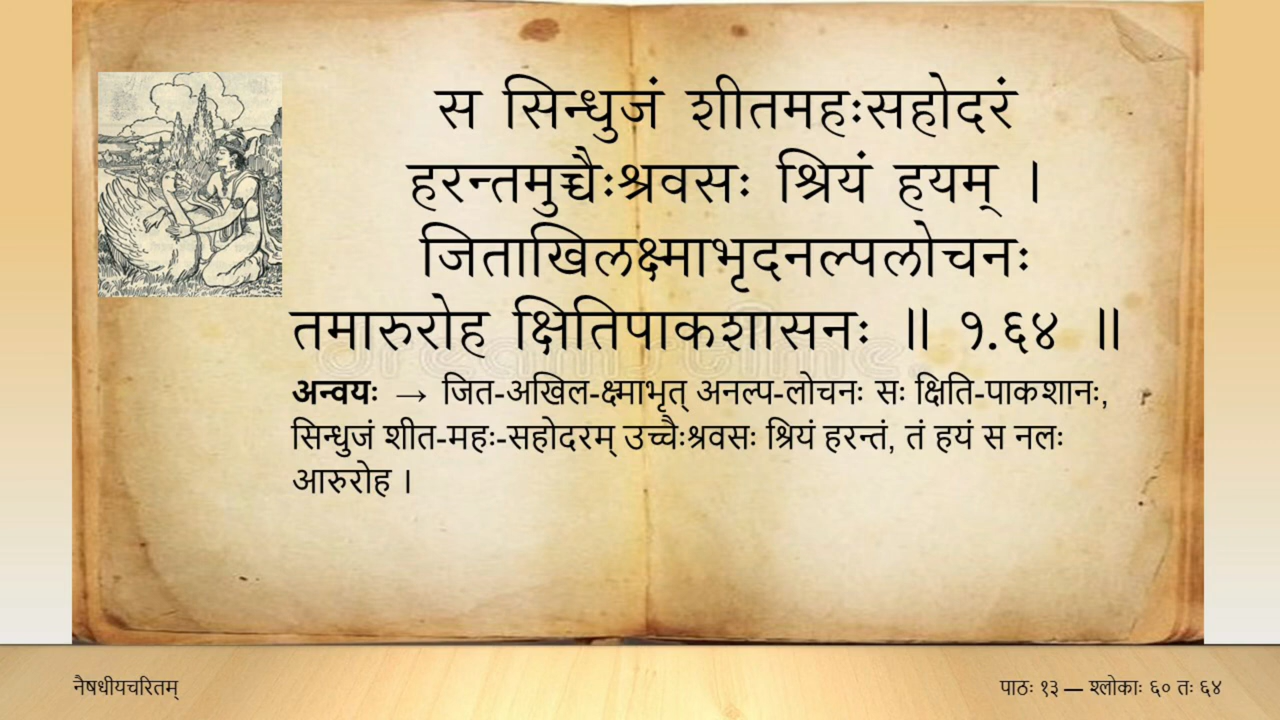 स सिन्धुजं शीतमहःसहोदरं
हरन्तमुच्चैःश्रवसः श्रियं हयम् ।
जिताखिलक्ष्माभृदनल्पलोचनः
तमारुरोह क्षितिपाकशासनः ॥ १.६४ ॥
अन्वयः → जित-अखिल-क्ष्माभृत् अनल्प-लोचनः सः क्षिति-पाकशानः,
सिन्धुजं शीत-महः-सहोदरम् उच्चैःश्रवसः श्रियं हरन्तं, तं हयं स नलः
आरुरोह ।
नैषधीयचरितम्
पाठः १३ — श्लोकाः ६० तः ६४